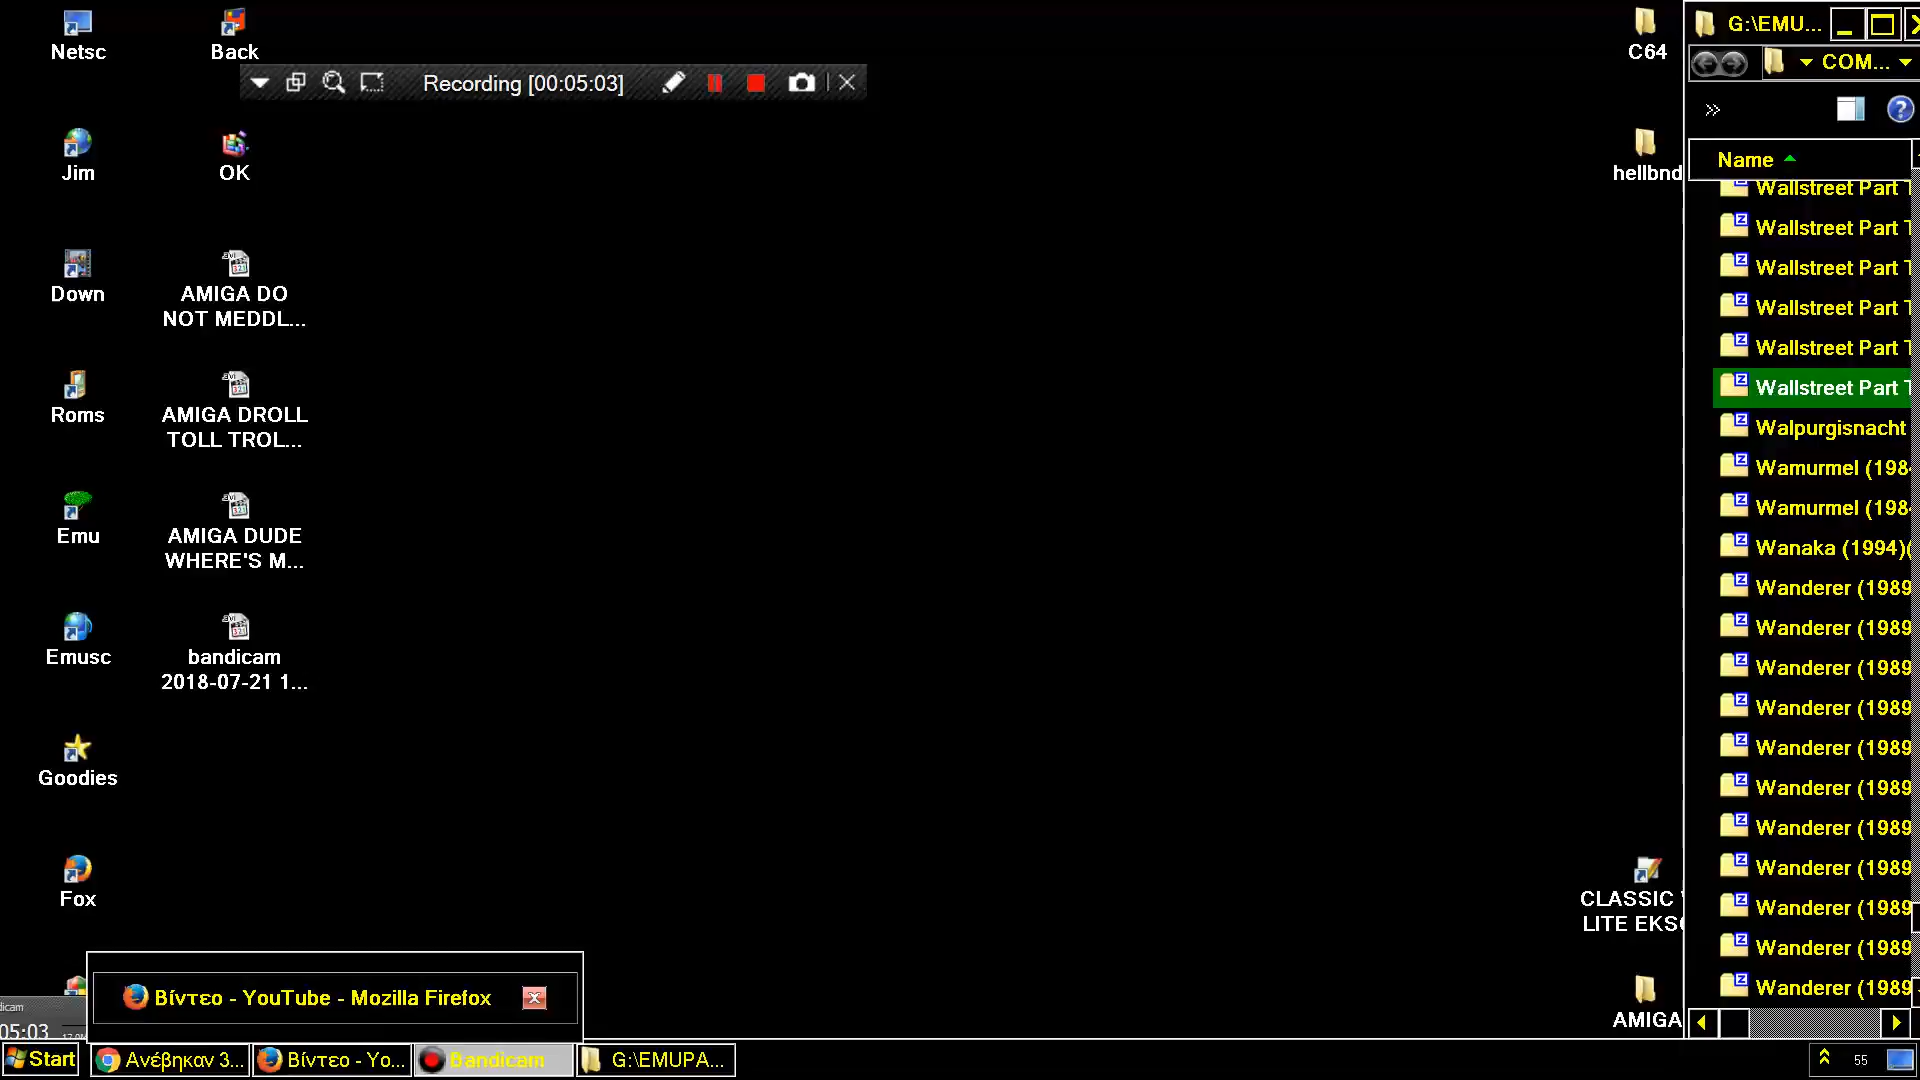 Netsc
Back
Recording [00:05:03]
C64
G:\EMU...
COM...
Jim
OK
hellbnd
Name
Wallstreet Part T
Wallstreet Part T
Wallstreet Part T
Wallstreet Part T
Wallstreet Part T
Wallstreet Part T
Walpurgisnacht
Wamurmel (198
Wamurmel (198
Wanaka (1994)(
Wanderer (1989
Wanderer (1989
Wanderer (1989
Wanderer (1989
Wanderer (1989
Wanderer (1989
Wanderer (1989
Wanderer (1989
Wanderer (1989
Wanderer (1989
Wanderer (1989
Down
AMIGA DO
NOT MEDDL...
Roms
AMIGA DROLL
TOLL TROL...
Emu
AMIGA DUDE
WHERE'S M...
Emusc
bandicam
2018-07-21 1...
Goodies
Fox
CLASSIC
LITE EKS
AMIGA
Βίντεο - YouTube - Mozilla Firefox
dicam
05:03
Start
Ανέβηκαν 3...
Βίντεο - Yo...
Bandicam
G:\EMUPA...
55